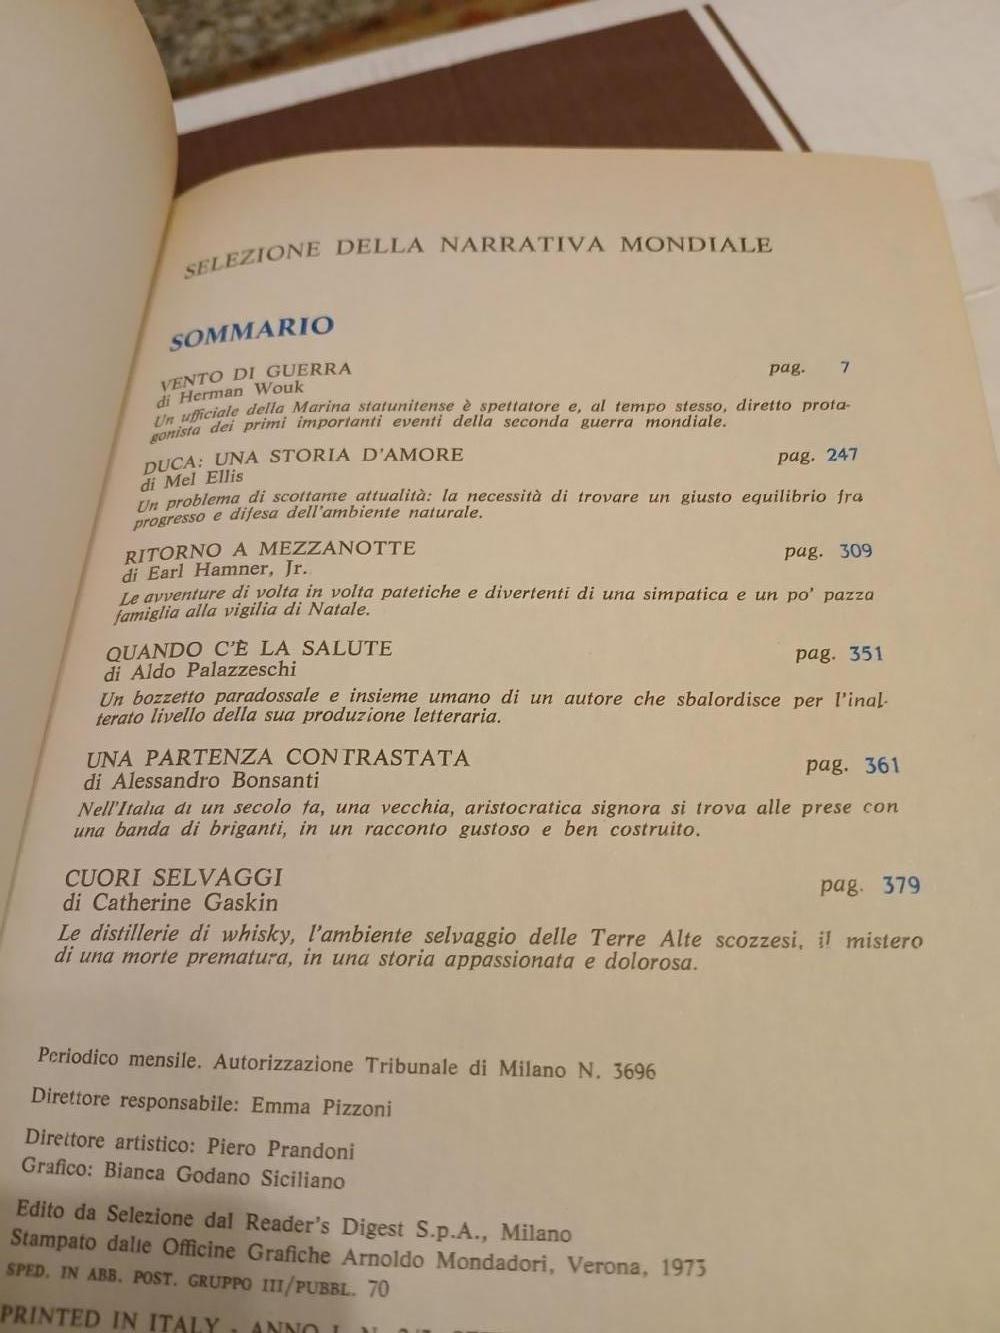 SELEZIONE DELLA NARRATIVA MONDIALE
SOMMARIO
VENTO DI GUERRA pag. 7
di Herman Wouk
Un ufficiale della Marina statunitense è spettatore e, al tempo stesso, diretto prota-
gonista dei primi importanti eventi della seconda guerra mondiale.
DUCA: UNA STORIA D'AMORE pag. 247
di Mel Ellis
Un problema di scottante attualità: la necessità di trovare un giusto equilibrio fra
progresso e difesa dell'ambiente naturale.
RITORNO A MEZZANOTTE pag. 309
di Earl Hamner, Jr.
Le avventure di volta in volta patetiche e divertenti di una simpatica e un po' pazza
famiglia alla vigilia di Natale.
QUANDO C'È LA SALUTE pag. 351
di Aldo Palazzeschi
Un bozzetto paradossale e insieme umano di un autore che sbalordisce per l'inal-
terato livello della sua produzione letteraria.
UNA PARTENZA CONTRASTATA pag. 361
di Alessandro Bonsanti
Nell'Italia di un secolo fa, una vecchia, aristocratica signora si trova alle prese con
una banda di briganti, in un racconto gustoso e ben costruito.
CUORI SELVAGGI pag. 379
di Catherine Gaskin
Le distillerie di whisky, l'ambiente selvaggio delle Terre Alte scozzesi, il mistero
di una morte prematura, in una storia appassionata e dolorosa.
Periodico mensile. Autorizzazione Tribunale di Milano N. 3696
Direttore responsabile: Emma Pizzoni
Direttore artistico: Piero Prandoni
Grafico: Bianca Godano Siciliano
Edito da Selezione dal Reader's Digest S.p.A., Milano
Stampato dalle Officine Grafiche Arnoldo Mondadori, Verona, 1973
SPED. IN ABB. POST. GRUPPO III/PUBBL. 70
PRINTED IN ITALY - ANNO I